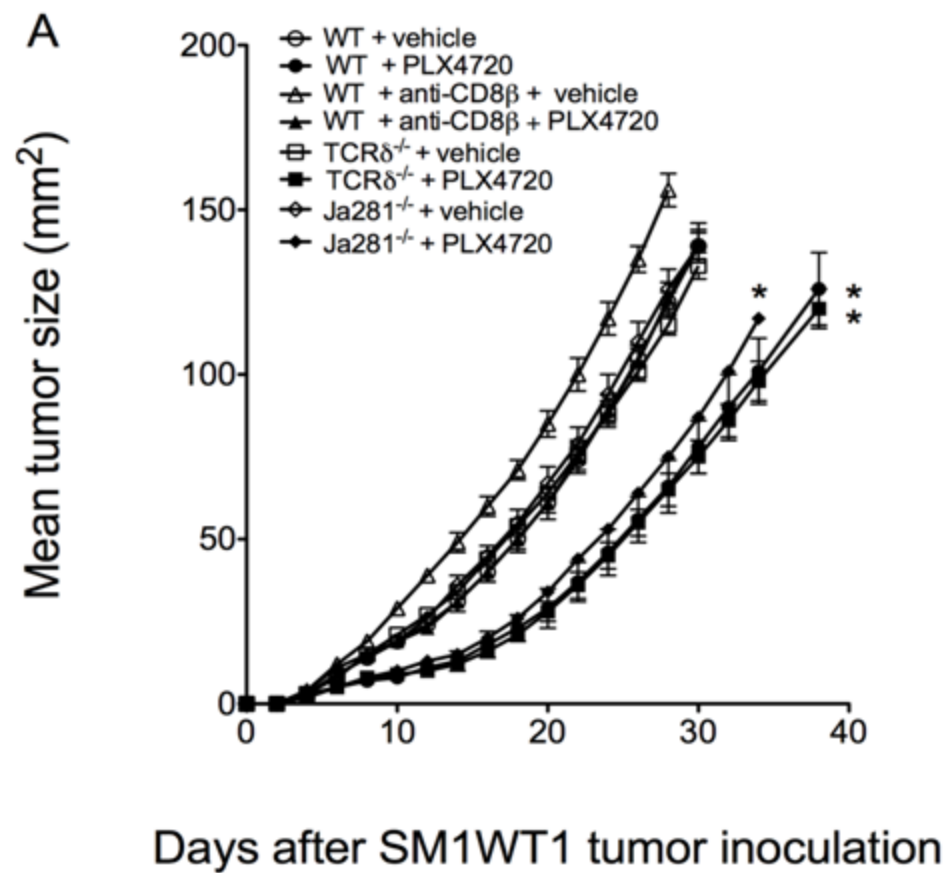 A
200
150
100
50
0
Mean tumor size (mm²)
WT + vehicle
WT + PLX4720
WT + anti-CD8β + vehicle
WT + anti-CD8β + PLX4720
TCRδ⁻/⁻ + vehicle
TCRδ⁻/⁻ + PLX4720
Ja281⁻/⁻ + vehicle
Ja281⁻/⁻ + PLX4720
*
*
*
0 10 20 30 40
Days after SM1WT1 tumor inoculation